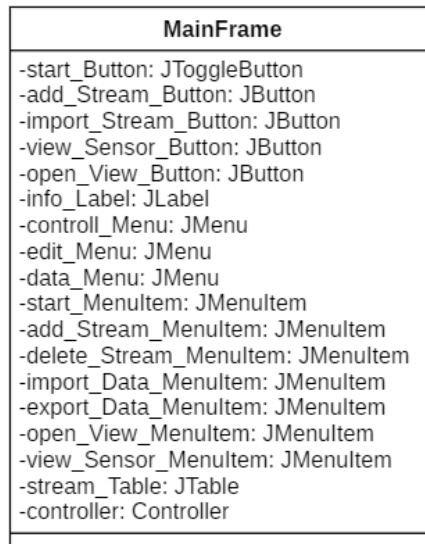 MainFrame
-start_Button: JToggleButton
-add_Stream_Button: JButton
-import_Stream_Button: JButton
-view_Sensor_Button: JButton
-open_View_Button: JButton
-info_Label: JLabel
-controll_Menu: JMenu
-edit_Menu: JMenu
-data_Menu: JMenu
-start_MenuItem: JMenuItem
-add_Stream_MenuItem: JMenuItem
-delete_Stream_MenuItem: JMenuItem
-import_Data_MenuItem: JMenuItem
-export_Data_MenuItem: JMenuItem
-open_View_MenuItem: JMenuItem
-view_Sensor_MenuItem: JMenuItem
-stream_Table: JTable
-controller: Controller